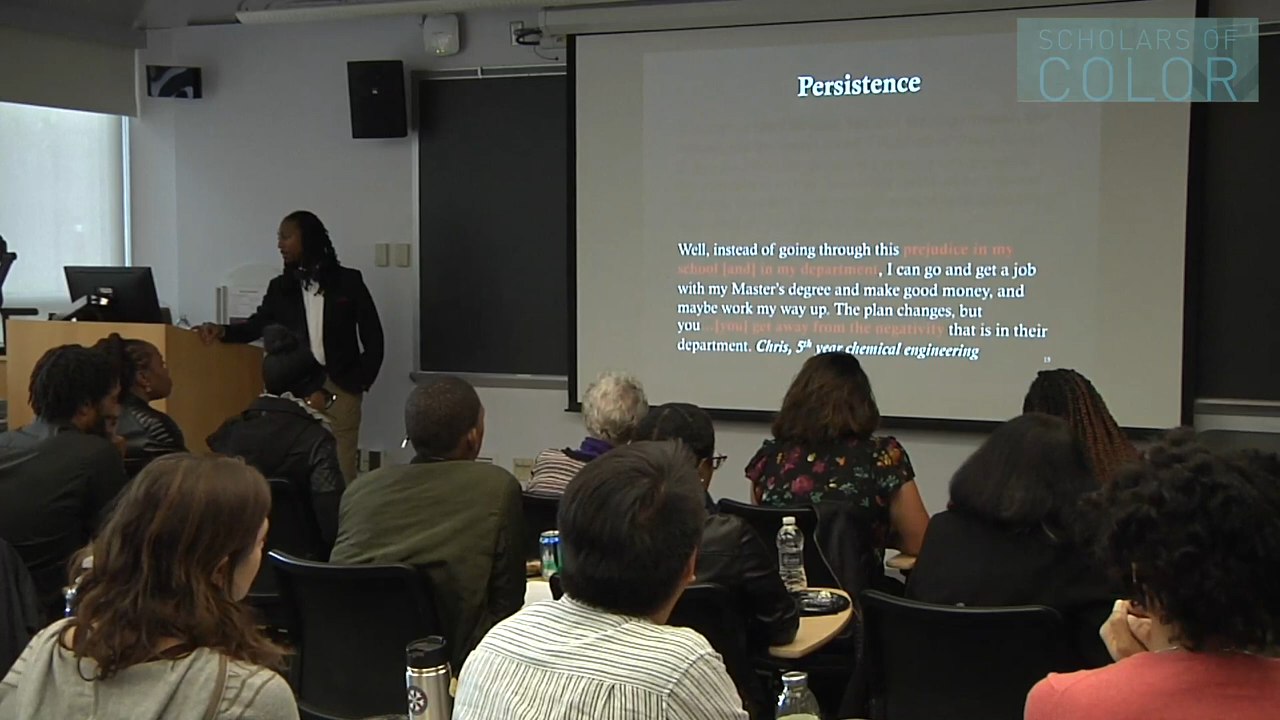 SCHOLARS OF
COLOR
Persistence
Well, instead of going through this prejudice in my
school [and] in my department, I can go and get a job
with my Master's degree and make good money, and
maybe work my way up. The plan changes, but
you...[you] get away from the negativity that is in their
department. Chris, 5th year chemical engineering